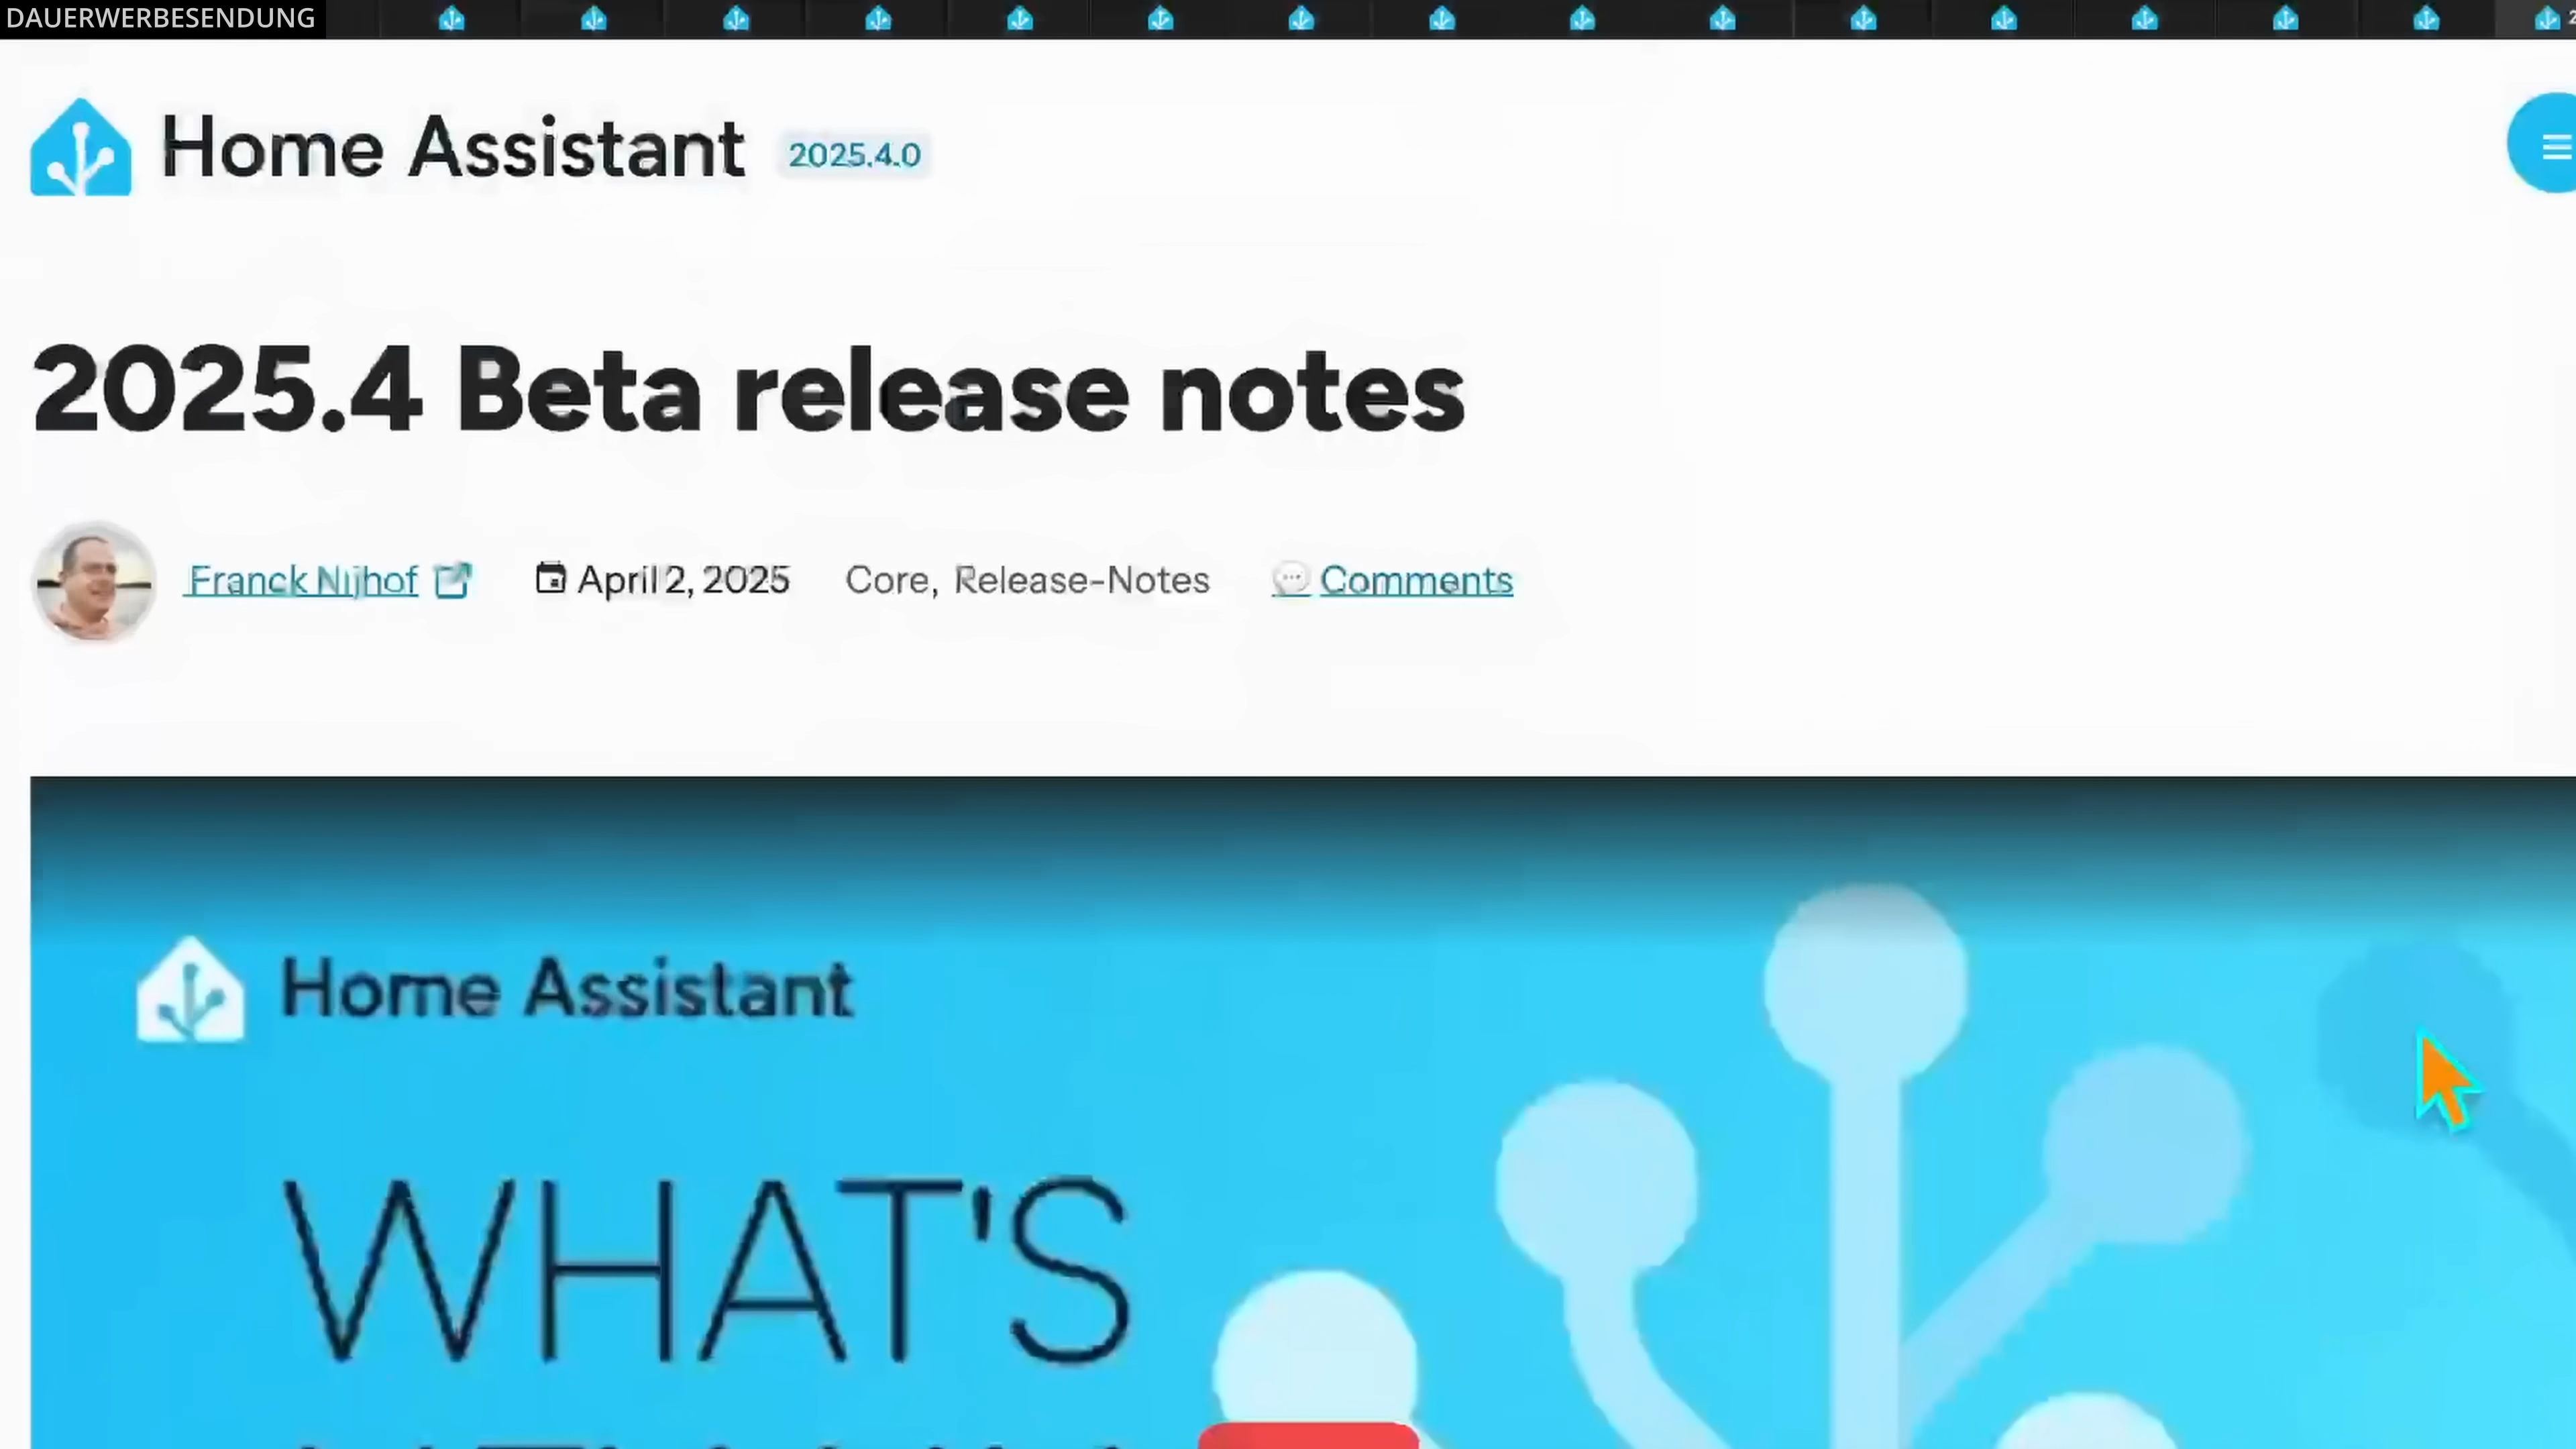 DAUERWERBESENDUNG
Home Assistant 2025.4.0
2025.4 Beta release notes
Franck Nijhof April 2, 2025 Core, Release-Notes Comments
Home Assistant
WHAT'S